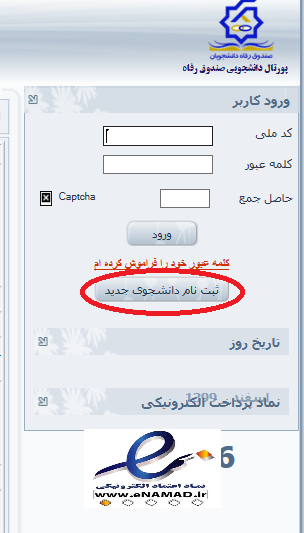 صندوق رفاه دانشجویان
پورتال دانشجویی صندوق رفاه
ورود کاربر
کد ملی
کلمه عبور
حاصل جمع
Captcha
ورود
کلمه عبور خود را فراموش کرده ام
ثبت نام دانشجوی جدید
تاریخ روز
اسفند 1399
نماد پرداخت الکترونیکی
6
نماد اعتماد الکترونیکی
www.eNAMAD.ir